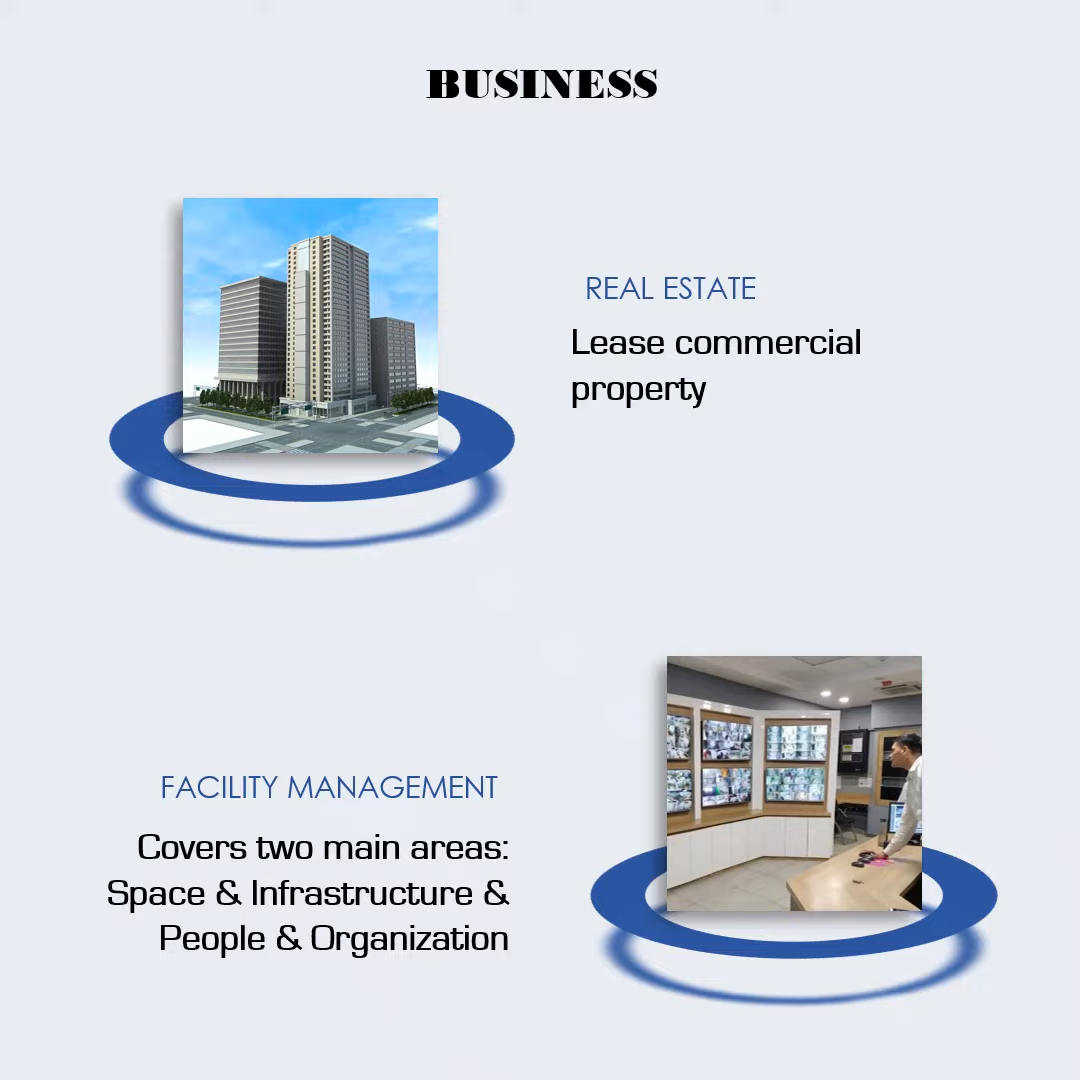 BUSINESS
REAL ESTATE
Lease commercial
property
FACILITY MANAGEMENT
Covers two main areas:
Space & Infrastructure &
People & Organization